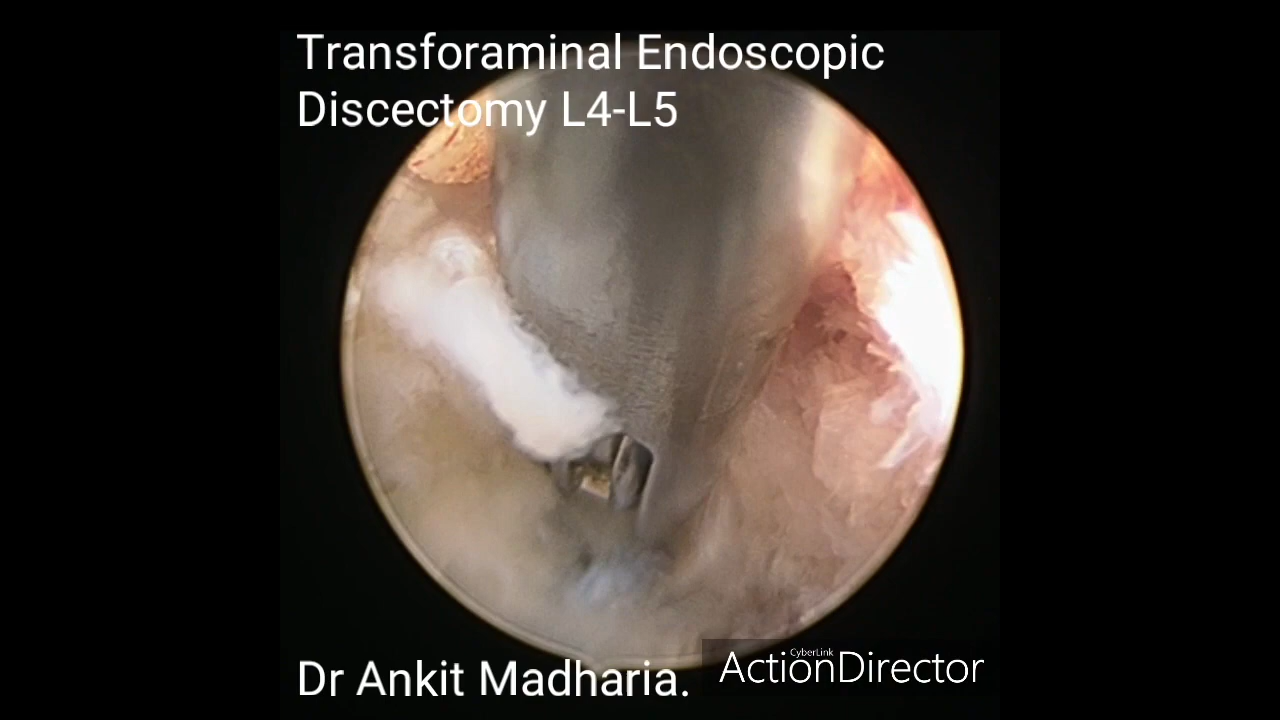 Transforaminal Endoscopic
Discectomy L4-L5
Dr Ankit Madharia.
CyberLink
ActionDirector